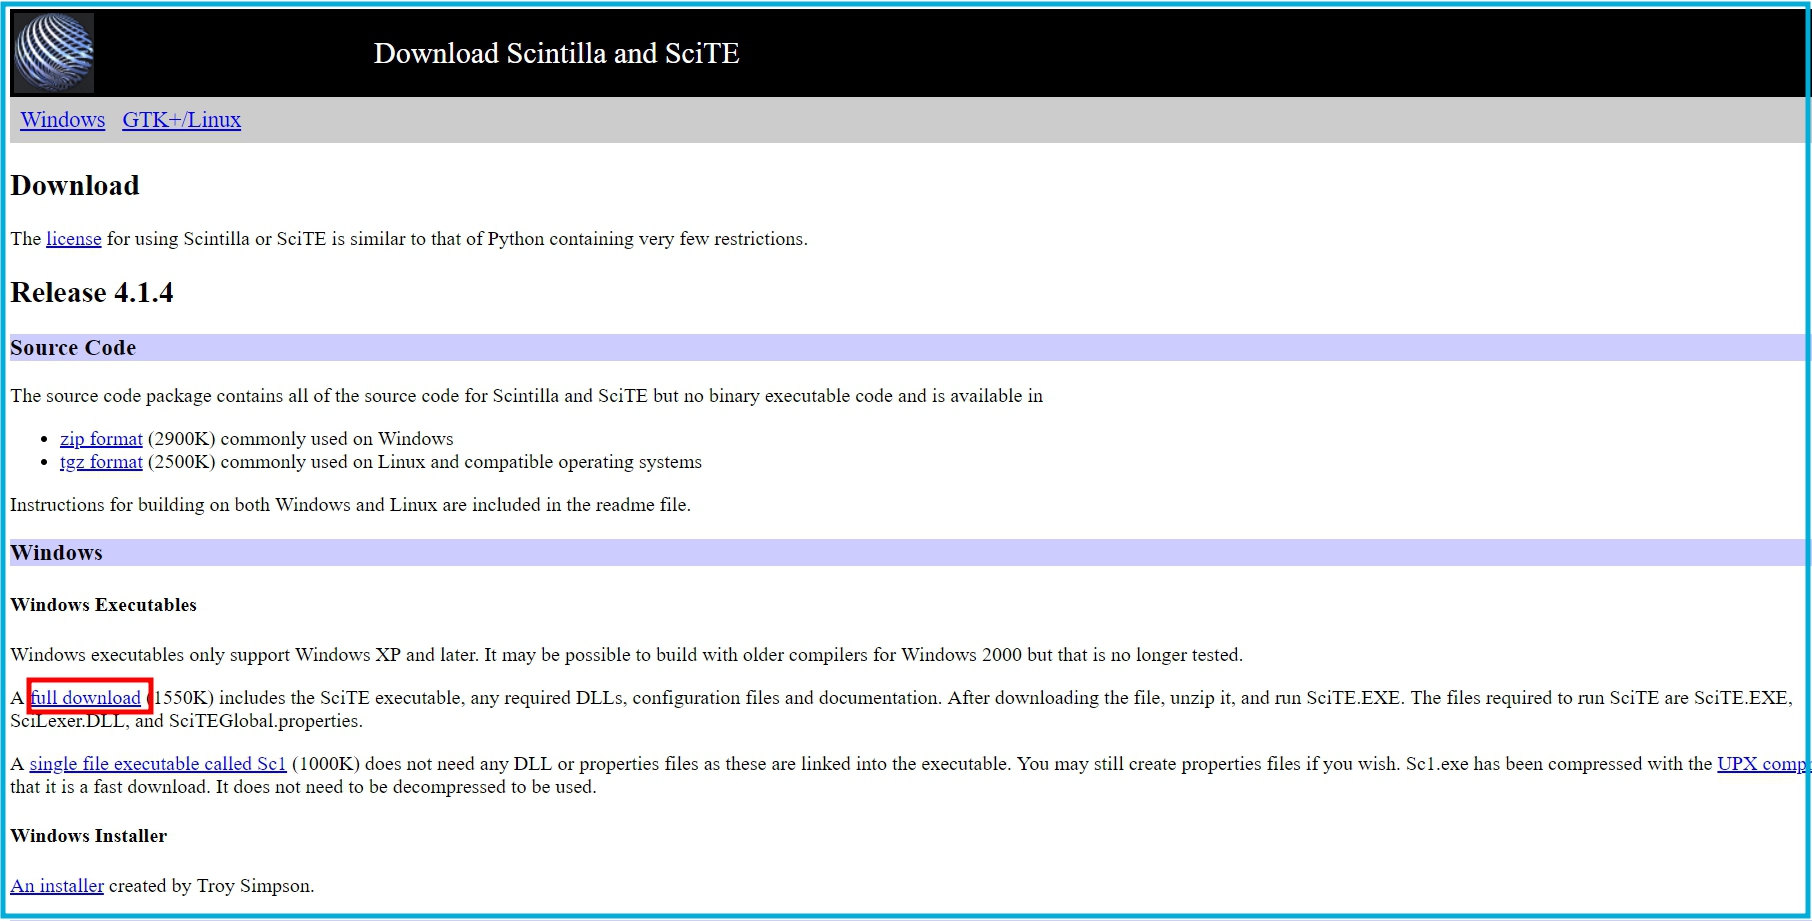 Download Scintilla and SciTE
Windows GTK+/Linux
Download
The license for using Scintilla or SciTE is similar to that of Python containing very few restrictions.
Release 4.1.4
Source Code
The source code package contains all of the source code for Scintilla and SciTE but no binary executable code and is available in
• zip format (2900K) commonly used on Windows
• tgz format (2500K) commonly used on Linux and compatible operating systems
Instructions for building on both Windows and Linux are included in the readme file.
Windows
Windows Executables
Windows executables only support Windows XP and later. It may be possible to build with older compilers for Windows 2000 but that is no longer tested.
A full download (1550K) includes the SciTE executable, any required DLLs, configuration files and documentation. After downloading the file, unzip it, and run SciTE.EXE. The files required to run SciTE are SciTE.EXE,
SciLexer.DLL, and SciTEGlobal.properties.
A single file executable called Sc1 (1000K) does not need any DLL or properties files as these are linked into the executable. You may still create properties files if you wish. Sc1.exe has been compressed with the UPX
that it is a fast download. It does not need to be decompressed to be used.
Windows Installer
An installer created by Troy Simpson.